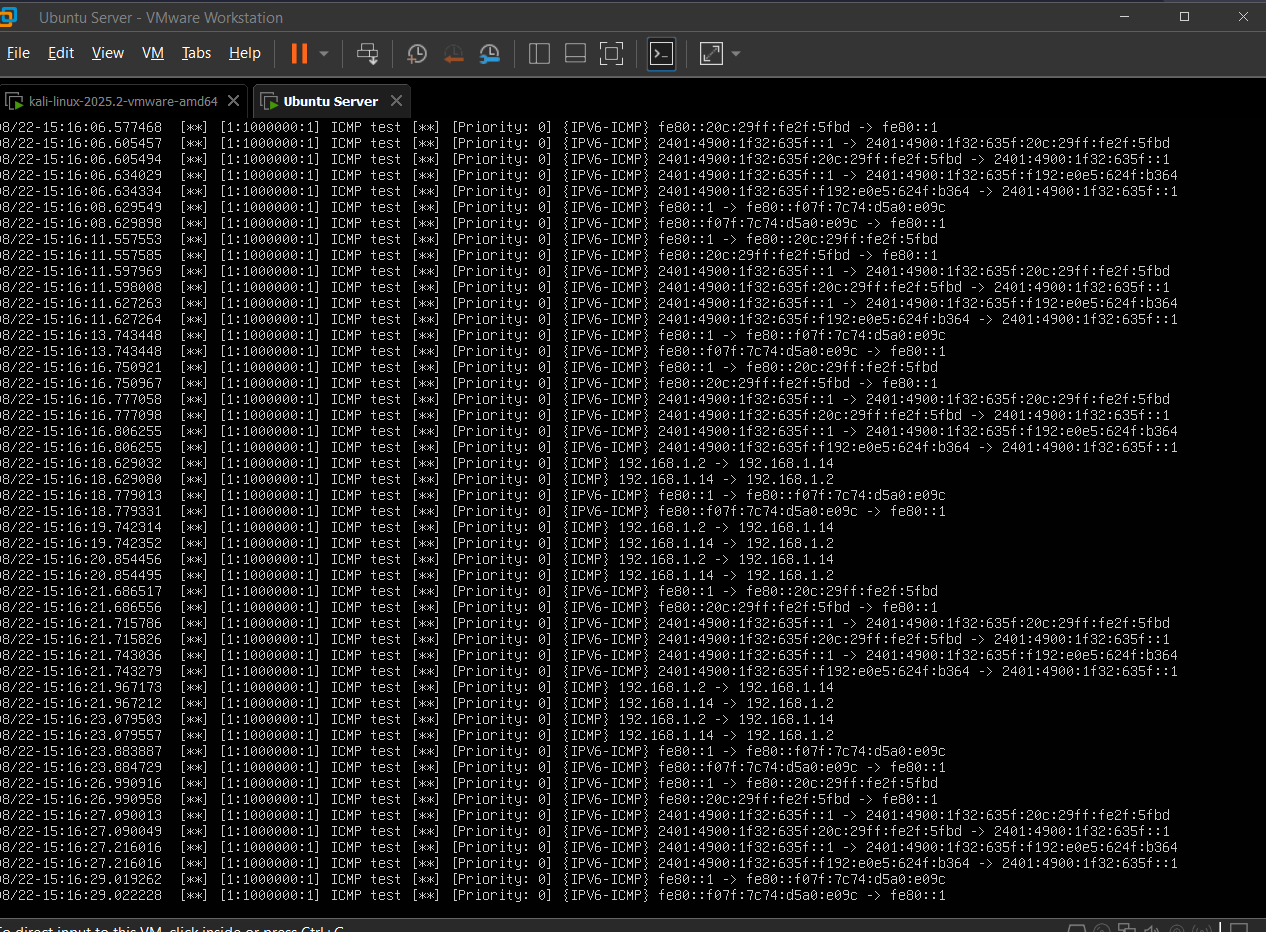 Ubuntu Server - VMware Workstation
File Edit View VM Tabs Help
kali-linux-2025.2-vmware-amd64
Ubuntu Server
08/22-15:16:06.577468 [**] [1:1000000:1] ICMP test [**] [Priority: 0] {IPV6-ICMP} fe80::20c:29ff:fe2f:5fbd -> fe80::1
08/22-15:16:06.605457 [**] [1:1000000:1] ICMP test [**] [Priority: 0] {IPV6-ICMP} 2401:4900:1f32:635f::1 -> 2401:4900:1f32:635f:20c:29ff:fe2f:5fbd
08/22-15:16:06.605494 [**] [1:1000000:1] ICMP test [**] [Priority: 0] {IPV6-ICMP} 2401:4900:1f32:635f:20c:29ff:fe2f:5fbd -> 2401:4900:1f32:635f::1
08/22-15:16:06.634029 [**] [1:1000000:1] ICMP test [**] [Priority: 0] {IPV6-ICMP} 2401:4900:1f32:635f::1 -> 2401:4900:1f32:635f:f192:e0e5:624f:b364
08/22-15:16:06.634334 [**] [1:1000000:1] ICMP test [**] [Priority: 0] {IPV6-ICMP} 2401:4900:1f32:635f:f192:e0e5:624f:b364 -> 2401:4900:1f32:635f::1
08/22-15:16:08.629549 [**] [1:1000000:1] ICMP test [**] [Priority: 0] {IPV6-ICMP} fe80::1 -> fe80::f07f:7c74:d5a0:e09c
08/22-15:16:08.629898 [**] [1:1000000:1] ICMP test [**] [Priority: 0] {IPV6-ICMP} fe80::f07f:7c74:d5a0:e09c -> fe80::1
08/22-15:16:11.557553 [**] [1:1000000:1] ICMP test [**] [Priority: 0] {IPV6-ICMP} fe80::1 -> fe80::20c:29ff:fe2f:5fbd
08/22-15:16:11.557585 [**] [1:1000000:1] ICMP test [**] [Priority: 0] {IPV6-ICMP} fe80::20c:29ff:fe2f:5fbd -> fe80::1
08/22-15:16:11.597969 [**] [1:1000000:1] ICMP test [**] [Priority: 0] {IPV6-ICMP} 2401:4900:1f32:635f::1 -> 2401:4900:1f32:635f:20c:29ff:fe2f:5fbd
08/22-15:16:11.598008 [**] [1:1000000:1] ICMP test [**] [Priority: 0] {IPV6-ICMP} 2401:4900:1f32:635f:20c:29ff:fe2f:5fbd -> 2401:4900:1f32:635f::1
08/22-15:16:11.627263 [**] [1:1000000:1] ICMP test [**] [Priority: 0] {IPV6-ICMP} 2401:4900:1f32:635f::1 -> 2401:4900:1f32:635f:f192:e0e5:624f:b364
08/22-15:16:11.627264 [**] [1:1000000:1] ICMP test [**] [Priority: 0] {IPV6-ICMP} 2401:4900:1f32:635f:f192:e0e5:624f:b364 -> 2401:4900:1f32:635f::1
08/22-15:16:13.743448 [**] [1:1000000:1] ICMP test [**] [Priority: 0] {IPV6-ICMP} fe80::1 -> fe80::f07f:7c74:d5a0:e09c
08/22-15:16:13.743448 [**] [1:1000000:1] ICMP test [**] [Priority: 0] {IPV6-ICMP} fe80::f07f:7c74:d5a0:e09c -> fe80::1
08/22-15:16:16.750921 [**] [1:1000000:1] ICMP test [**] [Priority: 0] {IPV6-ICMP} fe80::1 -> fe80::20c:29ff:fe2f:5fbd
08/22-15:16:16.750967 [**] [1:1000000:1] ICMP test [**] [Priority: 0] {IPV6-ICMP} fe80::20c:29ff:fe2f:5fbd -> fe80::1
08/22-15:16:16.777058 [**] [1:1000000:1] ICMP test [**] [Priority: 0] {IPV6-ICMP} 2401:4900:1f32:635f::1 -> 2401:4900:1f32:635f:20c:29ff:fe2f:5fbd
08/22-15:16:16.777098 [**] [1:1000000:1] ICMP test [**] [Priority: 0] {IPV6-ICMP} 2401:4900:1f32:635f:20c:29ff:fe2f:5fbd -> 2401:4900:1f32:635f::1
08/22-15:16:16.806255 [**] [1:1000000:1] ICMP test [**] [Priority: 0] {IPV6-ICMP} 2401:4900:1f32:635f::1 -> 2401:4900:1f32:635f:f192:e0e5:624f:b364
08/22-15:16:16.806255 [**] [1:1000000:1] ICMP test [**] [Priority: 0] {IPV6-ICMP} 2401:4900:1f32:635f:f192:e0e5:624f:b364 -> 2401:4900:1f32:635f::1
08/22-15:16:18.629032 [**] [1:1000000:1] ICMP test [**] [Priority: 0] {ICMP} 192.168.1.2 -> 192.168.1.14
08/22-15:16:18.629080 [**] [1:1000000:1] ICMP test [**] [Priority: 0] {ICMP} 192.168.1.14 -> 192.168.1.2
08/22-15:16:18.779013 [**] [1:1000000:1] ICMP test [**] [Priority: 0] {IPV6-ICMP} fe80::1 -> fe80::f07f:7c74:d5a0:e09c
08/22-15:16:18.779331 [**] [1:1000000:1] ICMP test [**] [Priority: 0] {IPV6-ICMP} fe80::f07f:7c74:d5a0:e09c -> fe80::1
08/22-15:16:19.742314 [**] [1:1000000:1] ICMP test [**] [Priority: 0] {ICMP} 192.168.1.2 -> 192.168.1.14
08/22-15:16:19.742352 [**] [1:1000000:1] ICMP test [**] [Priority: 0] {ICMP} 192.168.1.14 -> 192.168.1.2
08/22-15:16:20.854456 [**] [1:1000000:1] ICMP test [**] [Priority: 0] {ICMP} 192.168.1.2 -> 192.168.1.14
08/22-15:16:20.854495 [**] [1:1000000:1] ICMP test [**] [Priority: 0] {ICMP} 192.168.1.14 -> 192.168.1.2
08/22-15:16:21.686517 [**] [1:1000000:1] ICMP test [**] [Priority: 0] {IPV6-ICMP} fe80::1 -> fe80::20c:29ff:fe2f:5fbd
08/22-15:16:21.686556 [**] [1:1000000:1] ICMP test [**] [Priority: 0] {IPV6-ICMP} fe80::20c:29ff:fe2f:5fbd -> fe80::1
08/22-15:16:21.715786 [**] [1:1000000:1] ICMP test [**] [Priority: 0] {IPV6-ICMP} 2401:4900:1f32:635f::1 -> 2401:4900:1f32:635f:20c:29ff:fe2f:5fbd
08/22-15:16:21.715826 [**] [1:1000000:1] ICMP test [**] [Priority: 0] {IPV6-ICMP} 2401:4900:1f32:635f:20c:29ff:fe2f:5fbd -> 2401:4900:1f32:635f::1
08/22-15:16:21.743036 [**] [1:1000000:1] ICMP test [**] [Priority: 0] {IPV6-ICMP} 2401:4900:1f32:635f::1 -> 2401:4900:1f32:635f:f192:e0e5:624f:b364
08/22-15:16:21.743279 [**] [1:1000000:1] ICMP test [**] [Priority: 0] {IPV6-ICMP} 2401:4900:1f32:635f:f192:e0e5:624f:b364 -> 2401:4900:1f32:635f::1
08/22-15:16:21.967173 [**] [1:1000000:1] ICMP test [**] [Priority: 0] {ICMP} 192.168.1.2 -> 192.168.1.14
08/22-15:16:21.967212 [**] [1:1000000:1] ICMP test [**] [Priority: 0] {ICMP} 192.168.1.14 -> 192.168.1.2
08/22-15:16:23.079503 [**] [1:1000000:1] ICMP test [**] [Priority: 0] {ICMP} 192.168.1.2 -> 192.168.1.14
08/22-15:16:23.079557 [**] [1:1000000:1] ICMP test [**] [Priority: 0] {ICMP} 192.168.1.14 -> 192.168.1.2
08/22-15:16:23.883887 [**] [1:1000000:1] ICMP test [**] [Priority: 0] {IPV6-ICMP} fe80::1 -> fe80::f07f:7c74:d5a0:e09c
08/22-15:16:23.884729 [**] [1:1000000:1] ICMP test [**] [Priority: 0] {IPV6-ICMP} fe80::f07f:7c74:d5a0:e09c -> fe80::1
08/22-15:16:26.990916 [**] [1:1000000:1] ICMP test [**] [Priority: 0] {IPV6-ICMP} fe80::1 -> fe80::20c:29ff:fe2f:5fbd
08/22-15:16:26.990958 [**] [1:1000000:1] ICMP test [**] [Priority: 0] {IPV6-ICMP} fe80::20c:29ff:fe2f:5fbd -> fe80::1
08/22-15:16:27.090013 [**] [1:1000000:1] ICMP test [**] [Priority: 0] {IPV6-ICMP} 2401:4900:1f32:635f::1 -> 2401:4900:1f32:635f:20c:29ff:fe2f:5fbd
08/22-15:16:27.090049 [**] [1:1000000:1] ICMP test [**] [Priority: 0] {IPV6-ICMP} 2401:4900:1f32:635f:20c:29ff:fe2f:5fbd -> 2401:4900:1f32:635f::1
08/22-15:16:27.216016 [**] [1:1000000:1] ICMP test [**] [Priority: 0] {IPV6-ICMP} 2401:4900:1f32:635f::1 -> 2401:4900:1f32:635f:f192:e0e5:624f:b364
08/22-15:16:27.216016 [**] [1:1000000:1] ICMP test [**] [Priority: 0] {IPV6-ICMP} 2401:4900:1f32:635f:f192:e0e5:624f:b364 -> 2401:4900:1f32:635f::1
08/22-15:16:29.019262 [**] [1:1000000:1] ICMP test [**] [Priority: 0] {IPV6-ICMP} fe80::1 -> fe80::f07f:7c74:d5a0:e09c
08/22-15:16:29.022228 [**] [1:1000000:1] ICMP test [**] [Priority: 0] {IPV6-ICMP} fe80::f07f:7c74:d5a0:e09c -> fe80::1
To direct input to this VM, click inside or press Ctrl+G.